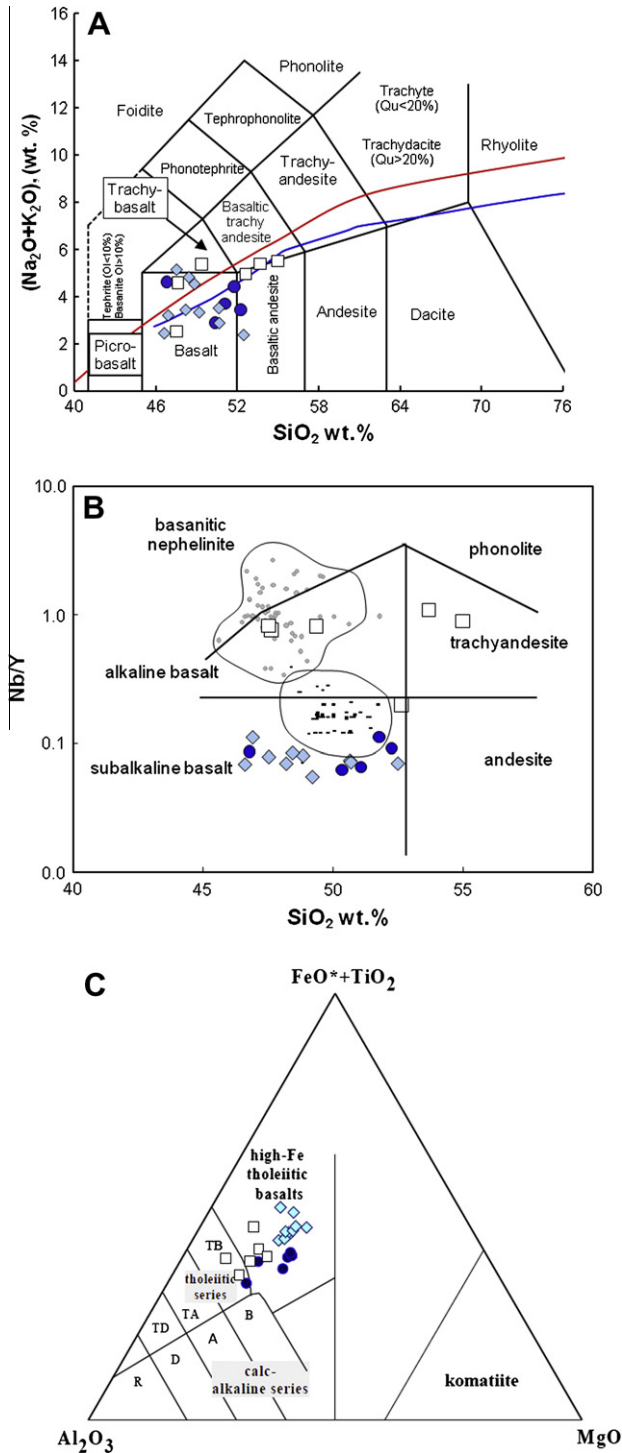 A
16
14
12
10
8
6
4
2
0
(Na2O+K2O), (wt. %)
Phonolite
Foidite
Tephrophonolite
Trachyte
(Qu<20%)
Trachydacite
(Qu>20%)
Rhyolite
Phonotephrite
Trachy-
andesite
Trachy-
basalt
Basaltic
trachy
andesite
Tephrite (Ol<10%)
Basanite Ol>10%)
Picro-
basalt
Basalt
Basaltic andesite
Andesite
Dacite
40 46 52 58 64 70 76
SiO2 wt.%
B
10.0
1.0
0.1
0.0
Nb/Y
basanitic
nephelinite
phonolite
trachyandesite
alkaline basalt
subalkaline basalt
andesite
40 45 50 55 60
SiO2 wt.%
C
FeO*+TiO2
high-Fe
tholeiitic
basalts
TB
tholeiitic
series
TD TA B
R D A
calc-
alkaline series
komatiite
Al2O3 MgO